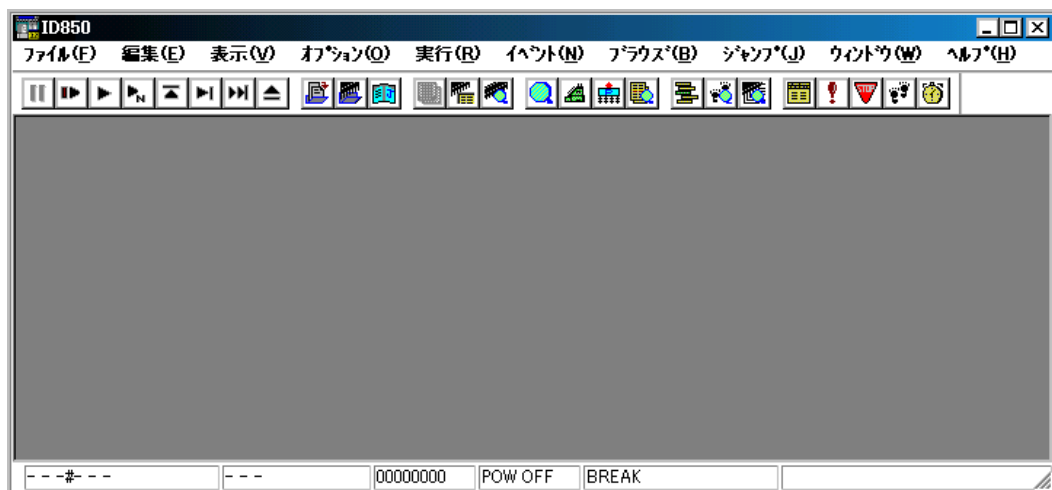 ID850
ﾌｧｲﾙ(F) 編集(E) 表示(V) ｵﾌﾟｼｮﾝ(O) 実行(R) ｲﾍﾞﾝﾄ(N) ﾌﾞﾗｳｽﾞ(B) ｼﾞｬﾝﾌﾟ(J) ｳｨﾝﾄﾞｳ(W) ﾍﾙﾌﾟ(H)
N STOP
- - -#- - - - - - 00000000 POW OFF BREAK